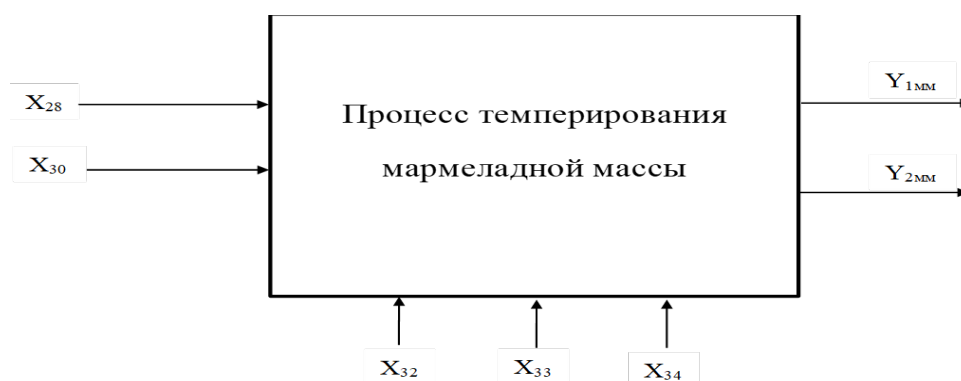 Y₁мм
X₂₈
Процесс темперирования
X₃₀
мармеладной массы
Y₂мм
X₃₂ X₃₃ X₃₄